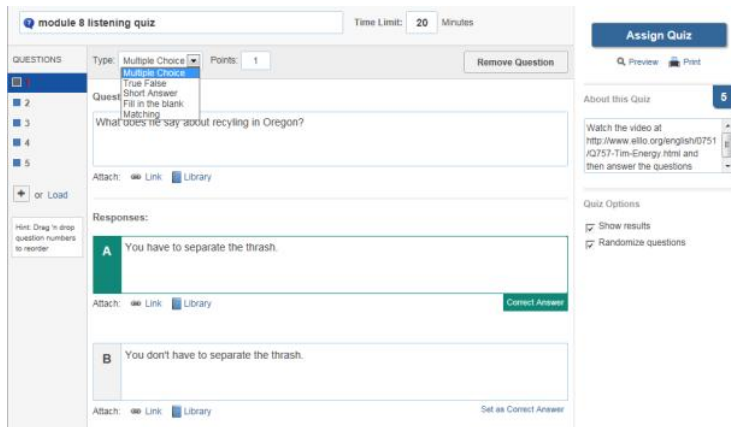 module 8 listening quiz
Time Limit: 20 Minutes
Assign Quiz
Preview Print
QUESTIONS
Type: Multiple Choice Points: 1
Remove Question
Multiple Choice
True False
Short Answer
Fill in the blank
Matching
1
2
3
4
5
or Load
Hint: Drag 'n drop
question numbers
to reorder
Quest
What does he say about recyling in Oregon?
Attach: Link Library
Responses:
A You have to separate the thrash.
Attach: Link Library
Correct Answer
B You don't have to separate the thrash.
Attach: Link Library
Set as Correct Answer
About this Quiz 5
Watch the video at
http://www.elllo.org/english/0751
/Q757-Tim-Energy.html and
then answer the questions
Quiz Options
Show results
Randomize questions